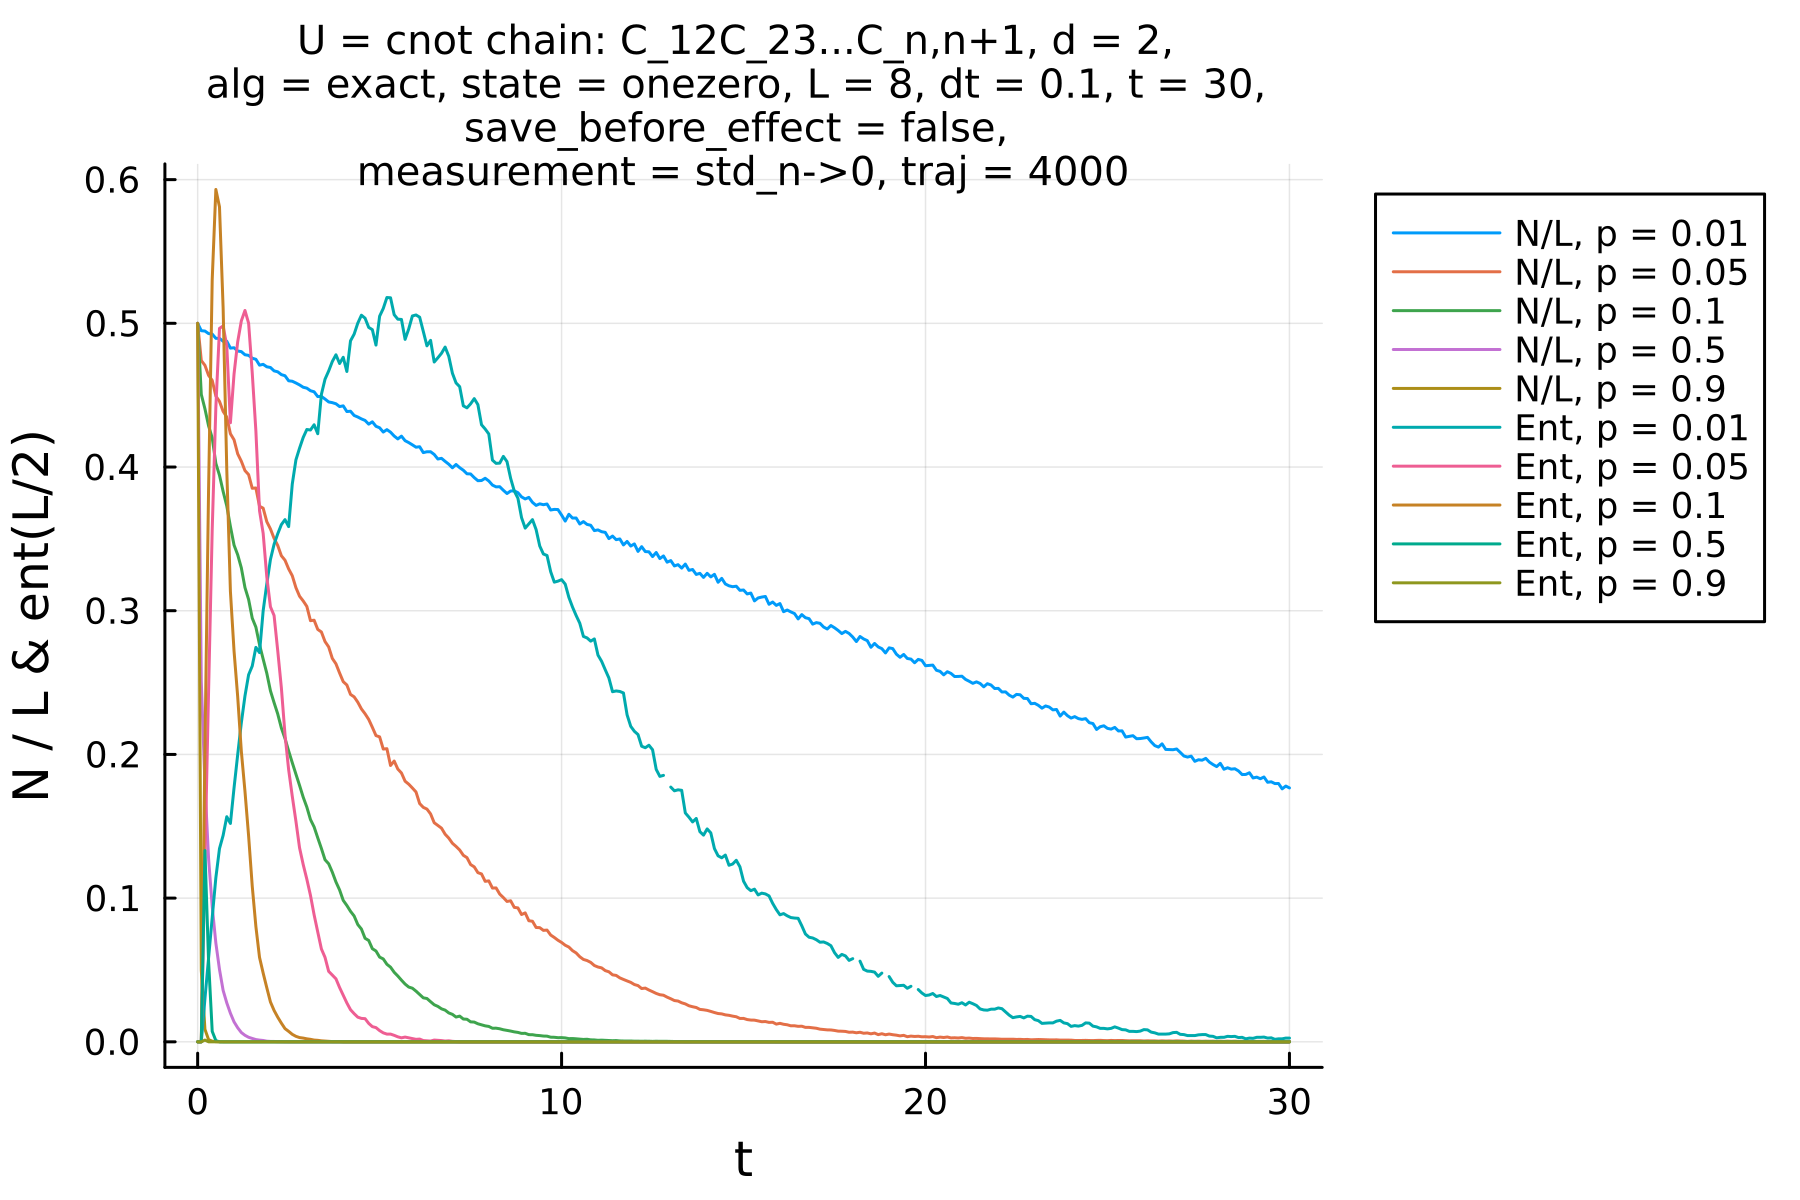 U = cnot chain: C_12C_23...C_n,n+1, d = 2,
alg = exact, state = onezero, L = 8, dt = 0.1, t = 30,
save_before_effect = false,
measurement = std_n->0, traj = 4000
N / L & ent(L/2)
0.6
0.5
0.4
0.3
0.2
0.1
0.0
0
10
20
30
t
N/L, p = 0.01
N/L, p = 0.05
N/L, p = 0.1
N/L, p = 0.5
N/L, p = 0.9
Ent, p = 0.01
Ent, p = 0.05
Ent, p = 0.1
Ent, p = 0.5
Ent, p = 0.9